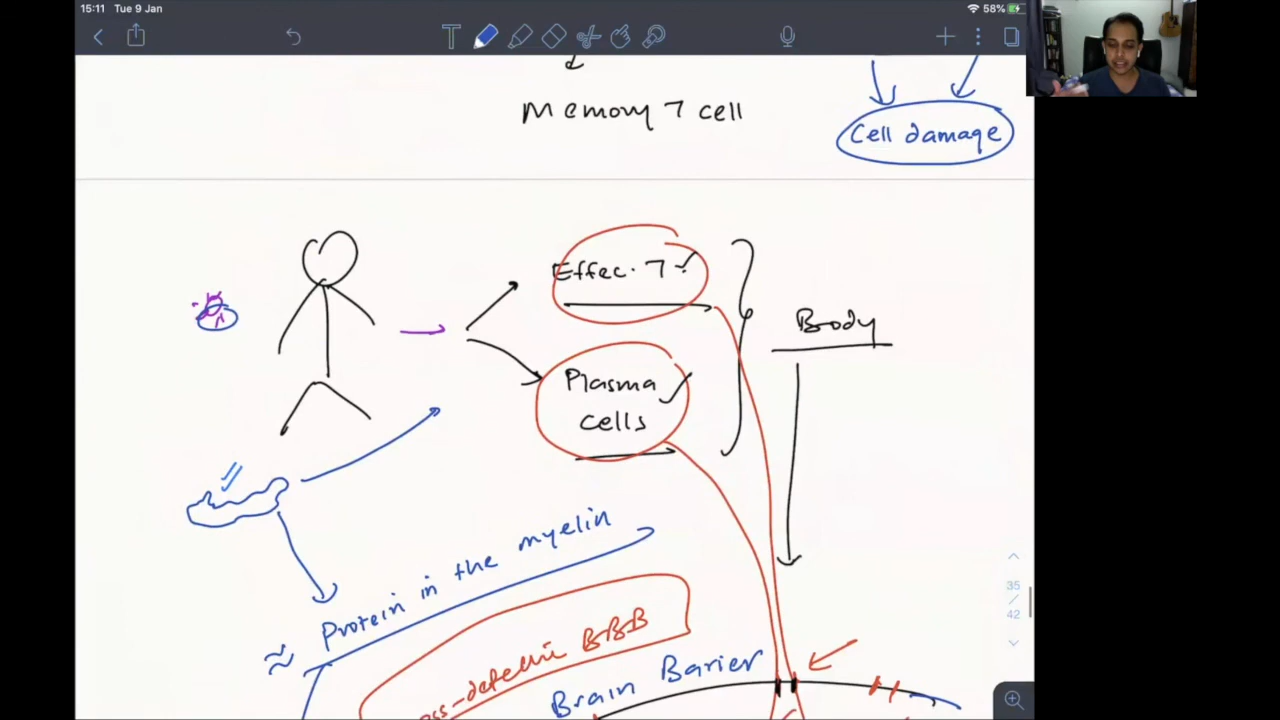 15:11 Tue 9 Jan
58%
Memory T cell
Cell damage
Effec. T
Body
Plasma
cells
Protein in the myelin
BBB
Brain Barier
35
/
42